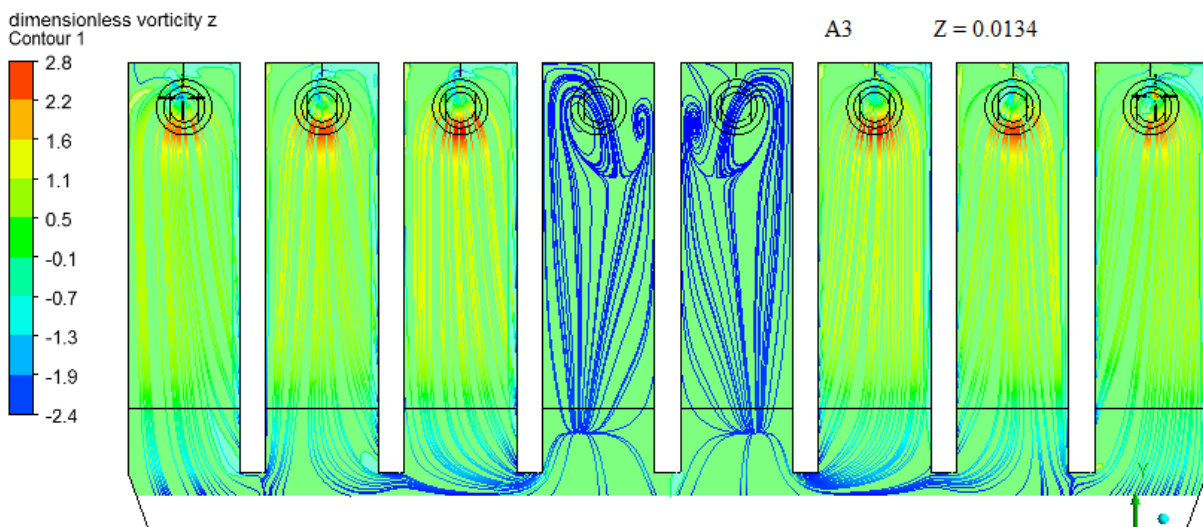 dimensionless vorticity z
Contour 1
A3 Z = 0.0134
2.8
2.2
1.6
1.1
0.5
-0.1
-0.7
-1.3
-1.9
-2.4
Y